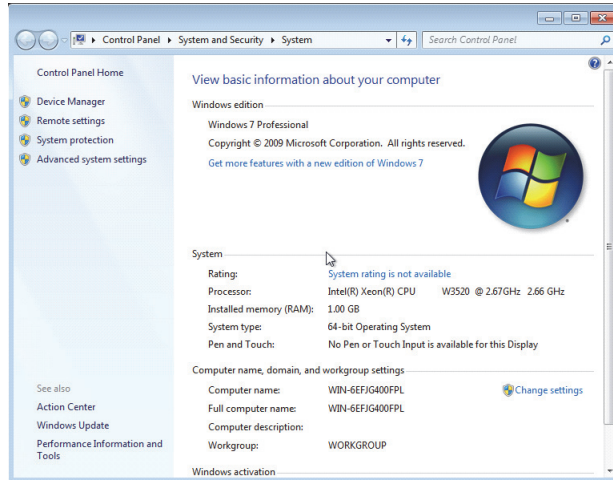 Control Panel ▸ System and Security ▸ System
Search Control Panel
Control Panel Home
Device Manager
Remote settings
System protection
Advanced system settings
See also
Action Center
Windows Update
Performance Information and
Tools
View basic information about your computer
Windows edition
Windows 7 Professional
Copyright © 2009 Microsoft Corporation. All rights reserved.
Get more features with a new edition of Windows 7
System
Rating: System rating is not available
Processor: Intel(R) Xeon(R) CPU W3520 @ 2.67GHz 2.66 GHz
Installed memory (RAM): 1.00 GB
System type: 64-bit Operating System
Pen and Touch: No Pen or Touch Input is available for this Display
Computer name, domain, and workgroup settings
Computer name: WIN-6EFJG400FPL Change settings
Full computer name: WIN-6EFJG400FPL
Computer description:
Workgroup: WORKGROUP
Windows activation